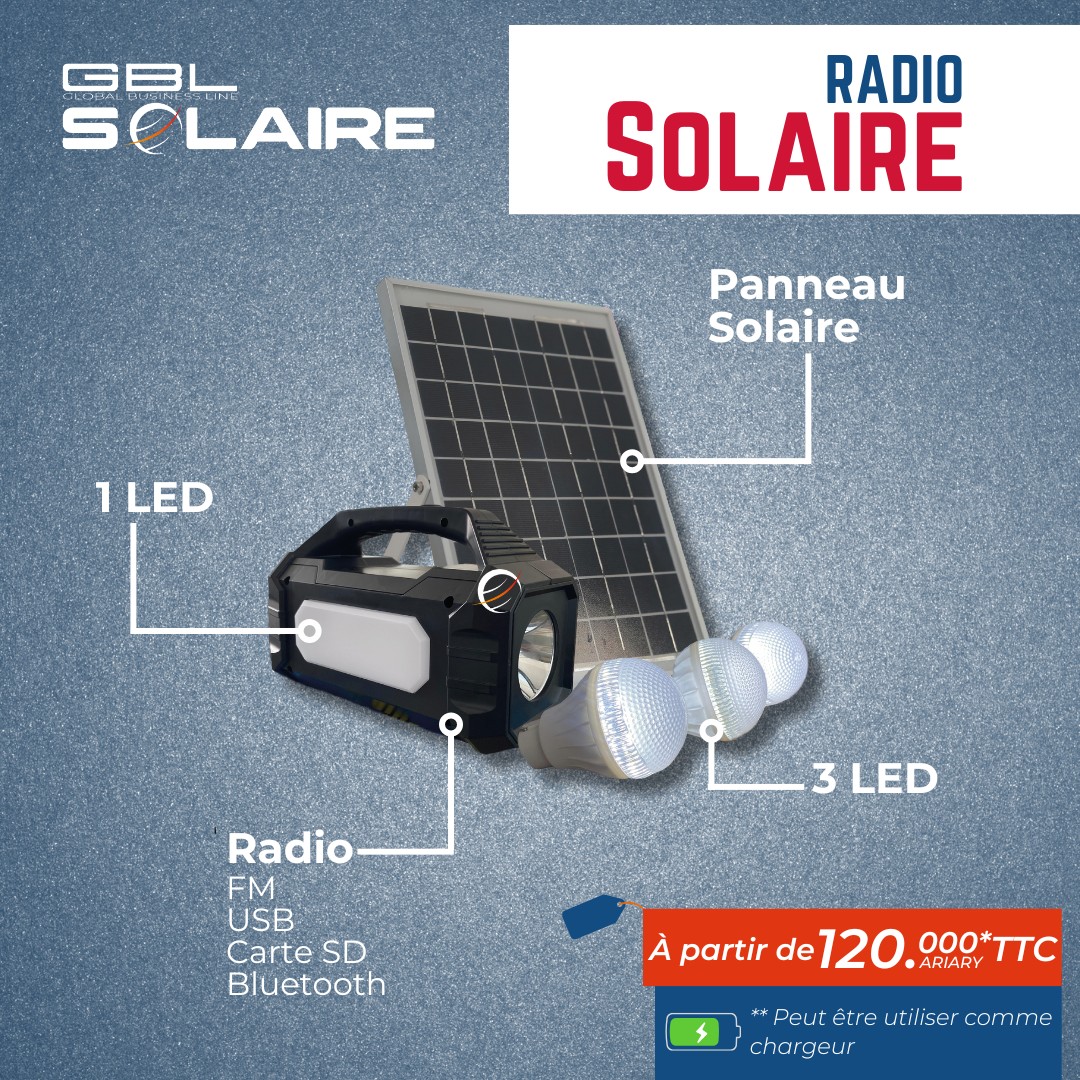 GBL
GLOBAL BUSINESS LINE
SOLAIRE
RADIO
SOLAIRE
Panneau
Solaire
1 LED
3 LED
Radio
FM
USB
Carte SD
Bluetooth
À partir de 120.000* ARIARY TTC
** Peut être utiliser comme
chargeur